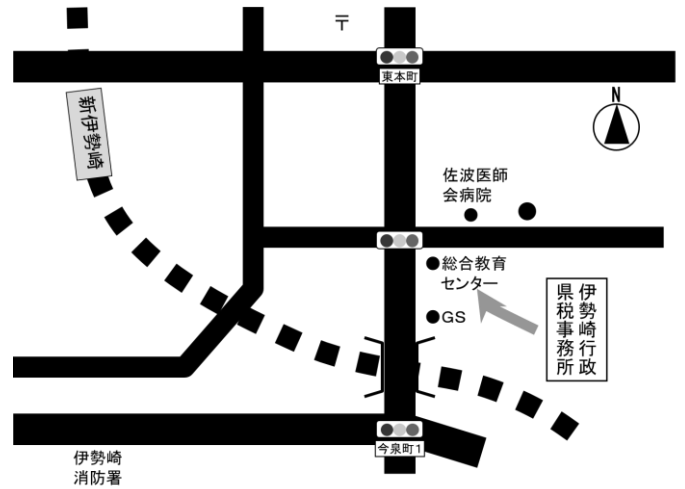 〒
東本町
N
新伊勢崎
佐波医師
会病院
総合教育
センター
GS
伊勢崎行政
県税事務所
今泉町1
伊勢崎
消防署